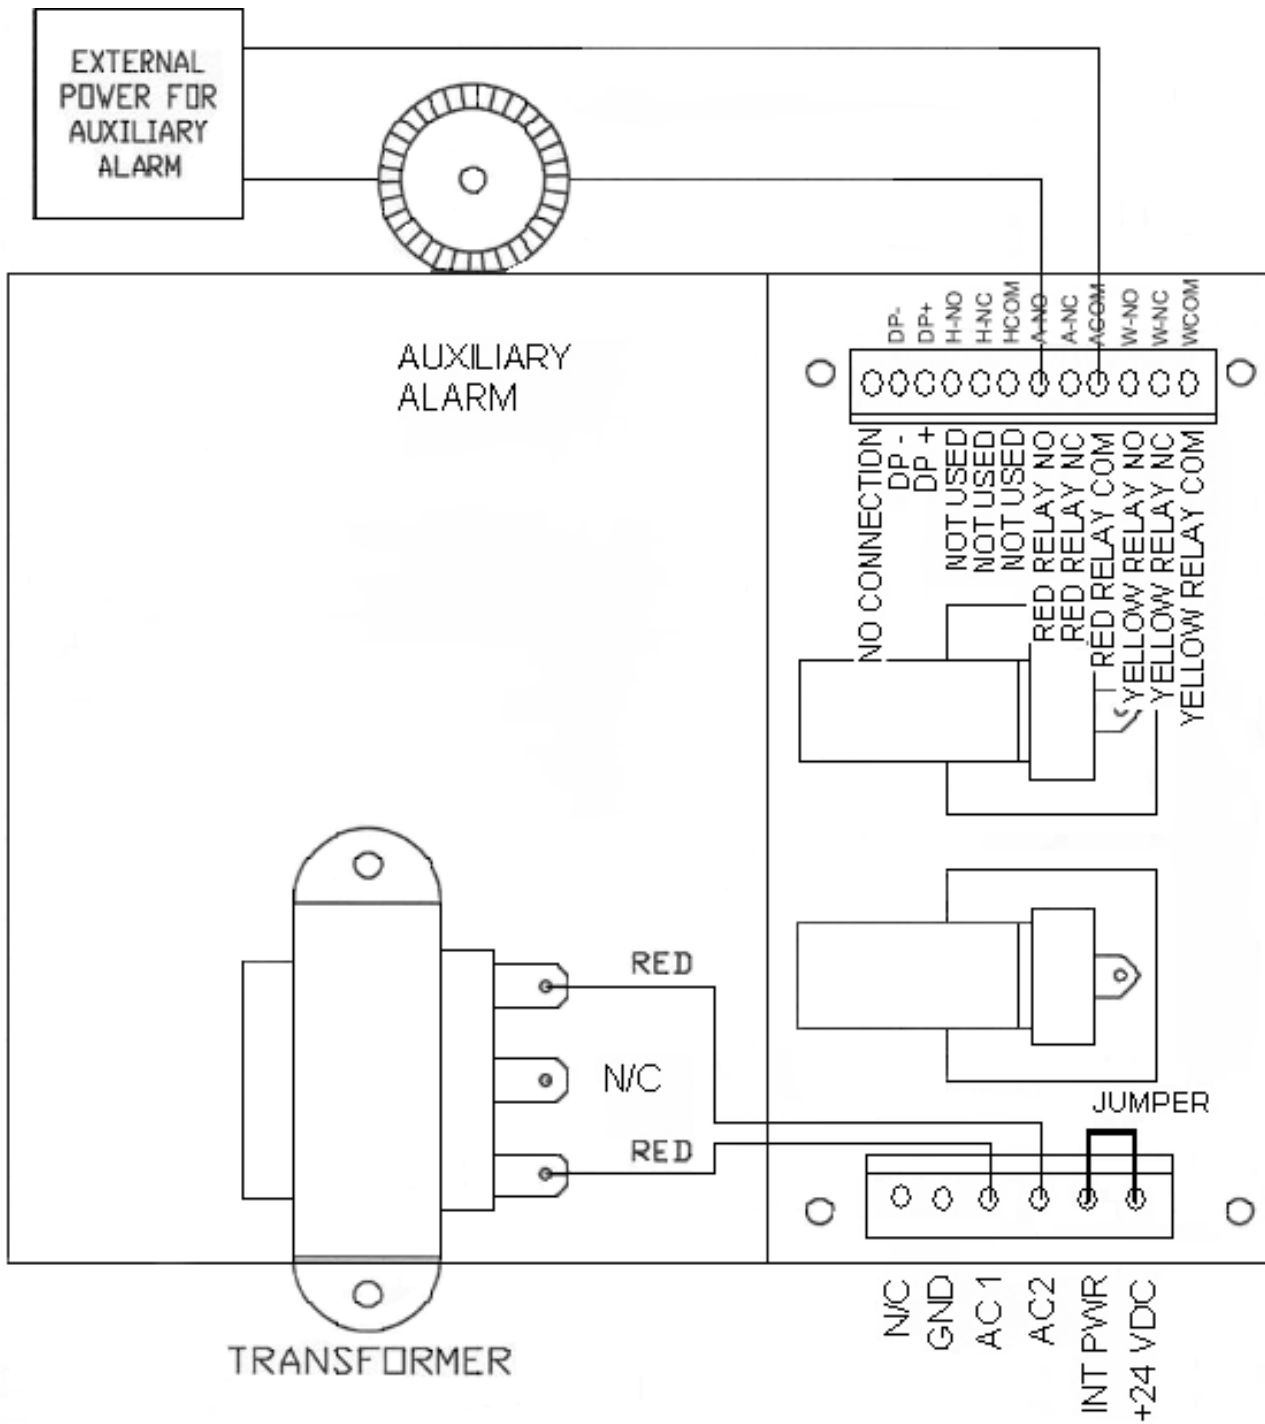 EXTERNAL
POWER FOR
AUXILIARY
ALARM
AUXILIARY
ALARM
DP-
DP+
H-NO
H-NC
HCOM
A-NO
A-NC
ACOM
W-NO
W-NC
WCOM
NO CONNECTION
DP -
DP +
NOT USED
NOT USED
NOT USED
RED RELAY NO
RED RELAY NC
RED RELAY COM
YELLOW RELAY NO
YELLOW RELAY NC
YELLOW RELAY COM
RED
N/C
RED
JUMPER
N/C
GND
AC 1
AC2
INT PWR
+24 VDC
TRANSFORMER